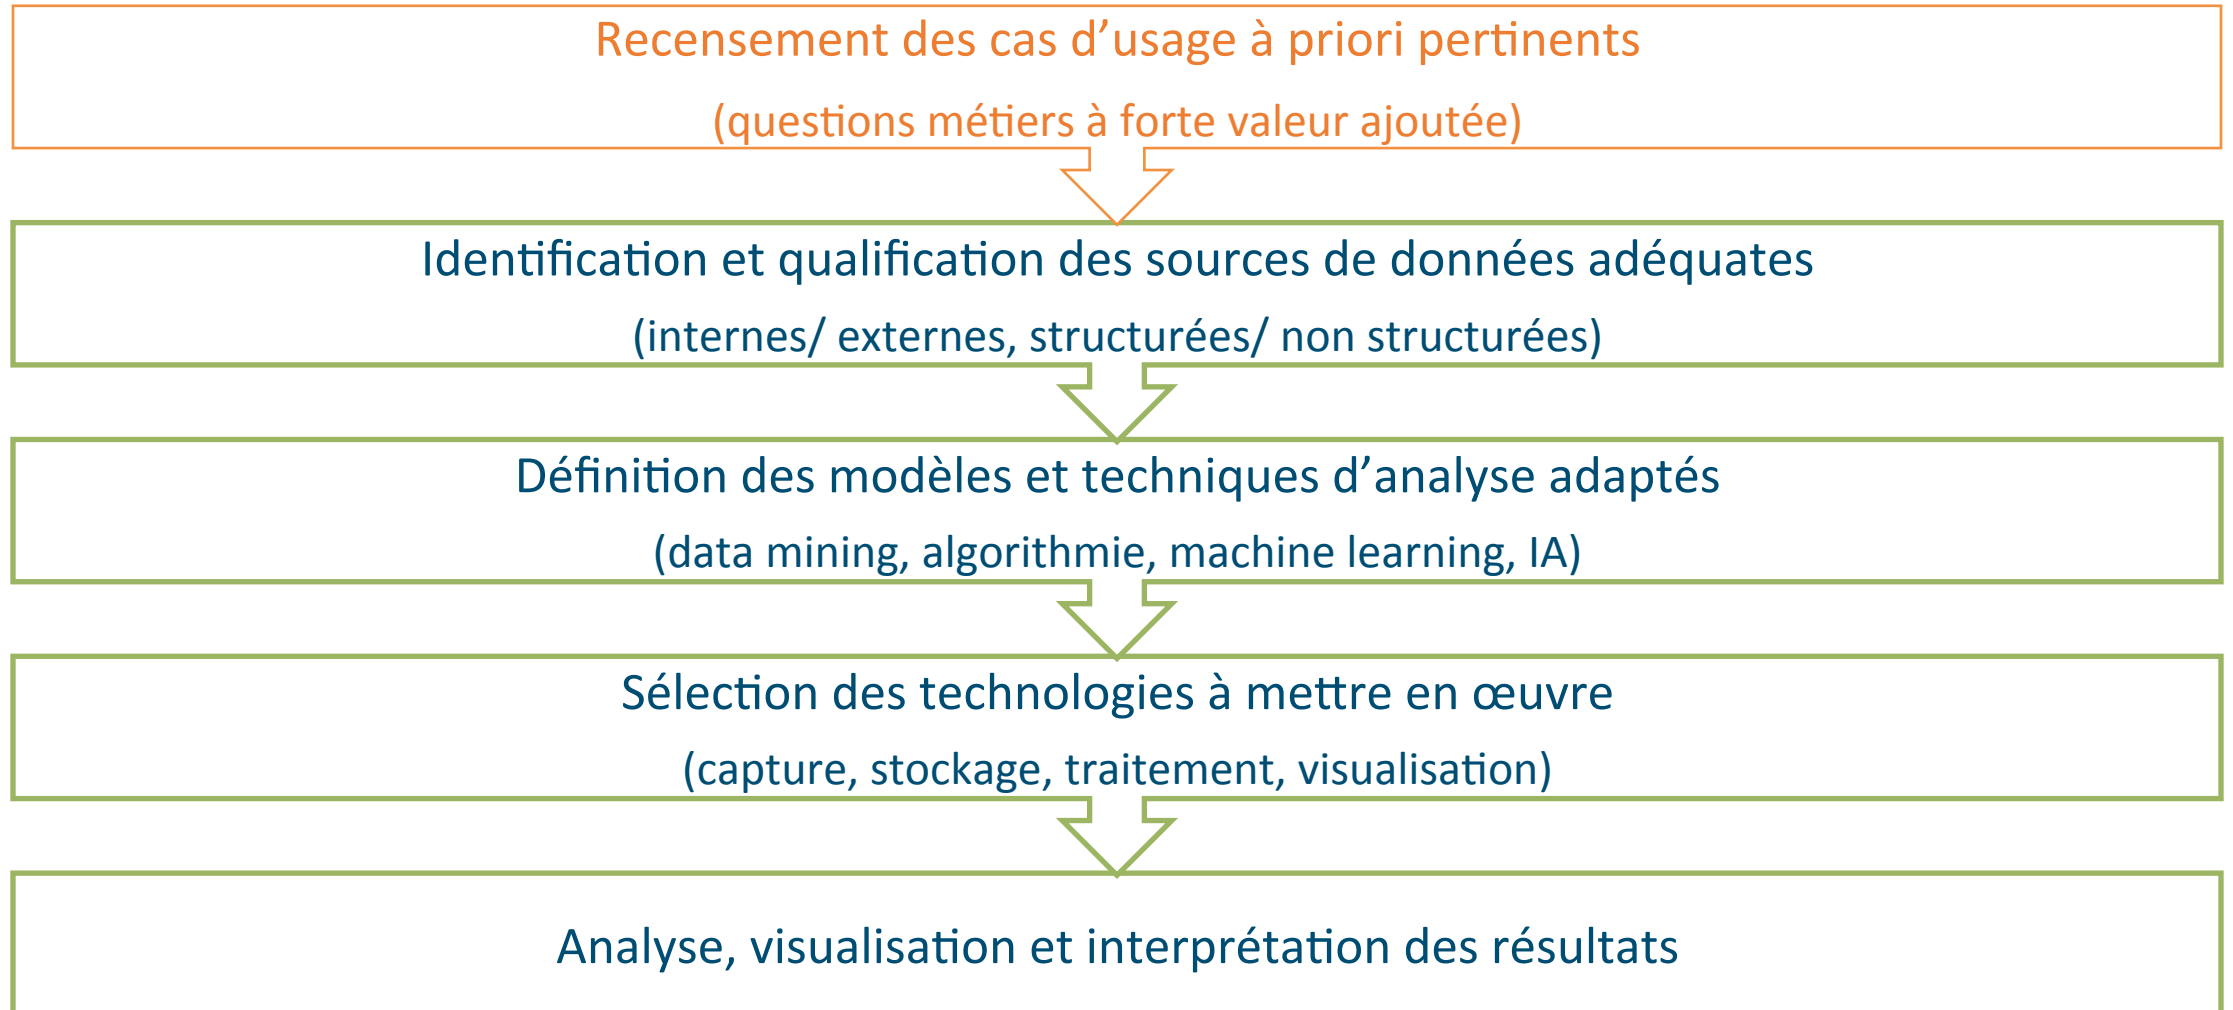 Recensement des cas d’usage à priori pertinents
(questions métiers à forte valeur ajoutée)
Identification et qualification des sources de données adéquates
(internes/ externes, structurées/ non structurées)
Définition des modèles et techniques d’analyse adaptés
(data mining, algorithmie, machine learning, IA)
Sélection des technologies à mettre en œuvre
(capture, stockage, traitement, visualisation)
Analyse, visualisation et interprétation des résultats